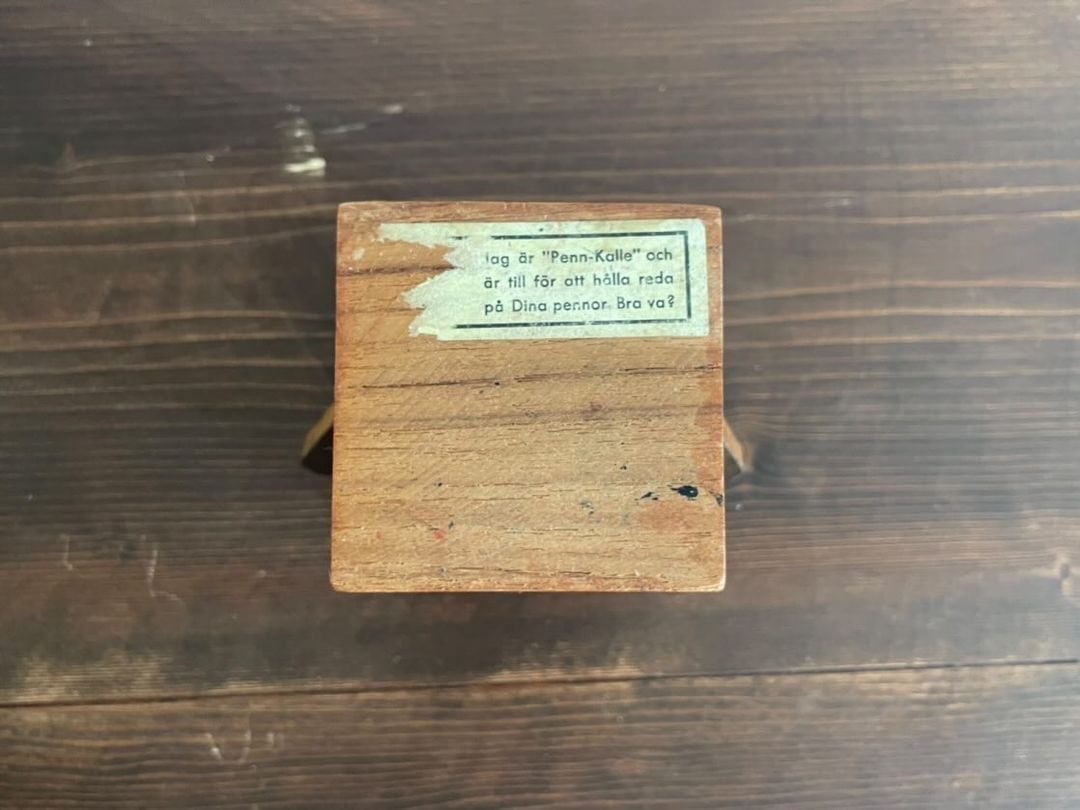 Jag är "Penn-Kalle" och
är till för att hålla reda
på Dina pennor. Bra va?